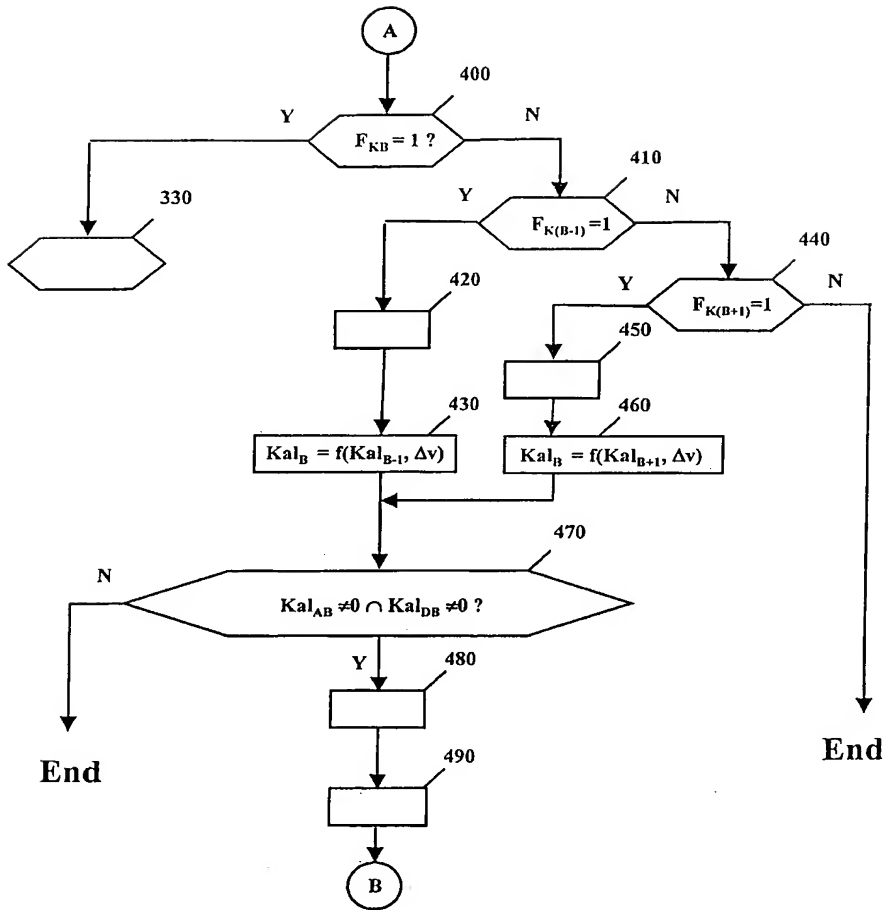 A
400
Y
N
F_KB = 1 ?
410
330
Y
N
F_K(B-1)=1
440
420
Y
N
F_K(B+1)=1
450
430
460
Kal_B = f(Kal_B-1, Δv)
Kal_B = f(Kal_B+1, Δv)
470
N
Kal_AB ≠0 ∩ Kal_DB ≠0 ?
Y
480
End
End
490
B